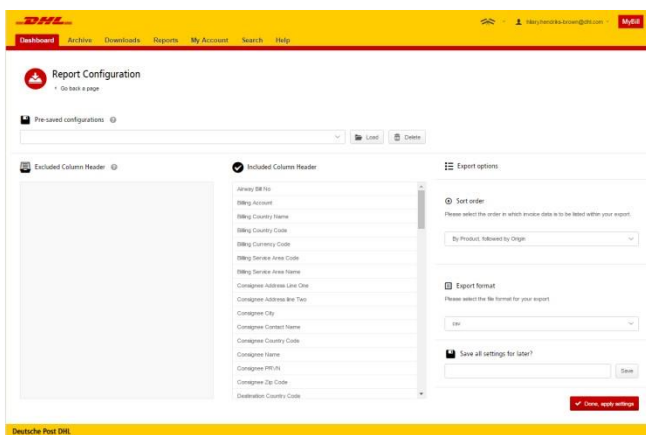 DHL
MyBill
Dashboard Archive Downloads Reports My Account Search Help
Report Configuration
Go back a page
Pre-saved configurations
Load Delete
Excluded Column Header
Included Column Header
Export options
Airway Bill No
Billing Account
Billing Country Name
Billing Country Code
Billing Currency Code
Billing Service Area Code
Billing Service Area Name
Consignee Address Line One
Consignee Address line Two
Consignee City
Consignee Contact Name
Consignee Country Code
Consignee Name
Consignee PRVN
Consignee Zip Code
Destination Country Code
Sort order
Please select the order in which invoice data is to be listed within your export.
By Product, followed by Origin
Export format
Please select the file format for your export
csv
Save all settings for later?
Save
Done, apply settings
Deutsche Post DHL